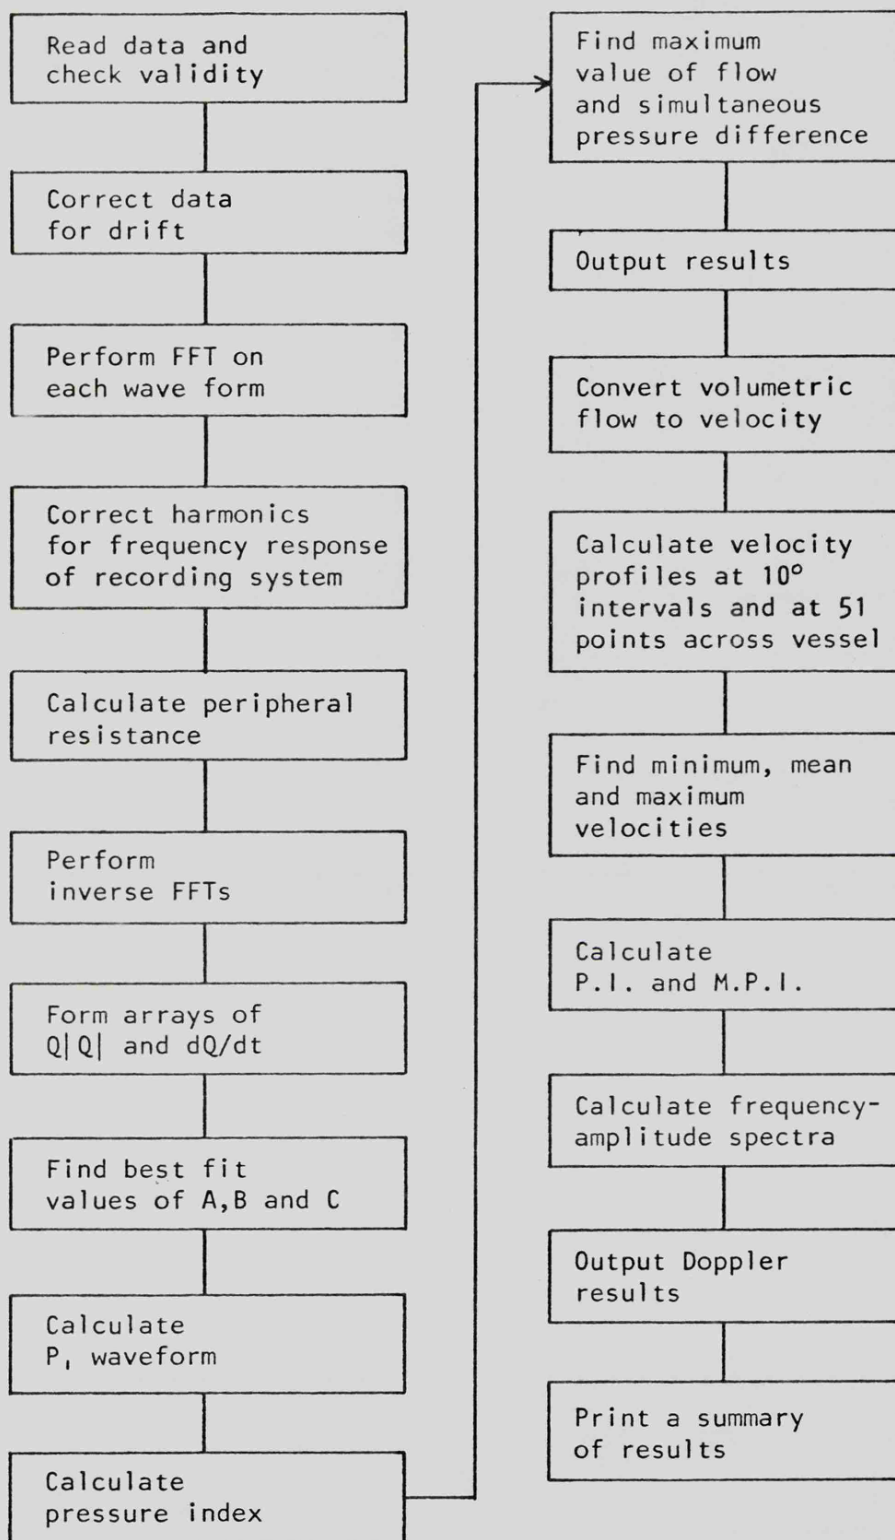 Read data and
check validity
Correct data
for drift
Perform FFT on
each wave form
Correct harmonics
for frequency response
of recording system
Calculate peripheral
resistance
Perform
inverse FFTs
Form arrays of
Q|Q| and dQ/dt
Find best fit
values of A,B and C
Calculate
P₁ waveform
Calculate
pressure index
Find maximum
value of flow
and simultaneous
pressure difference
Output results
Convert volumetric
flow to velocity
Calculate velocity
profiles at 10°
intervals and at 51
points across vessel
Find minimum, mean
and maximum
velocities
Calculate
P.I. and M.P.I.
Calculate frequency-
amplitude spectra
Output Doppler
results
Print a summary
of results